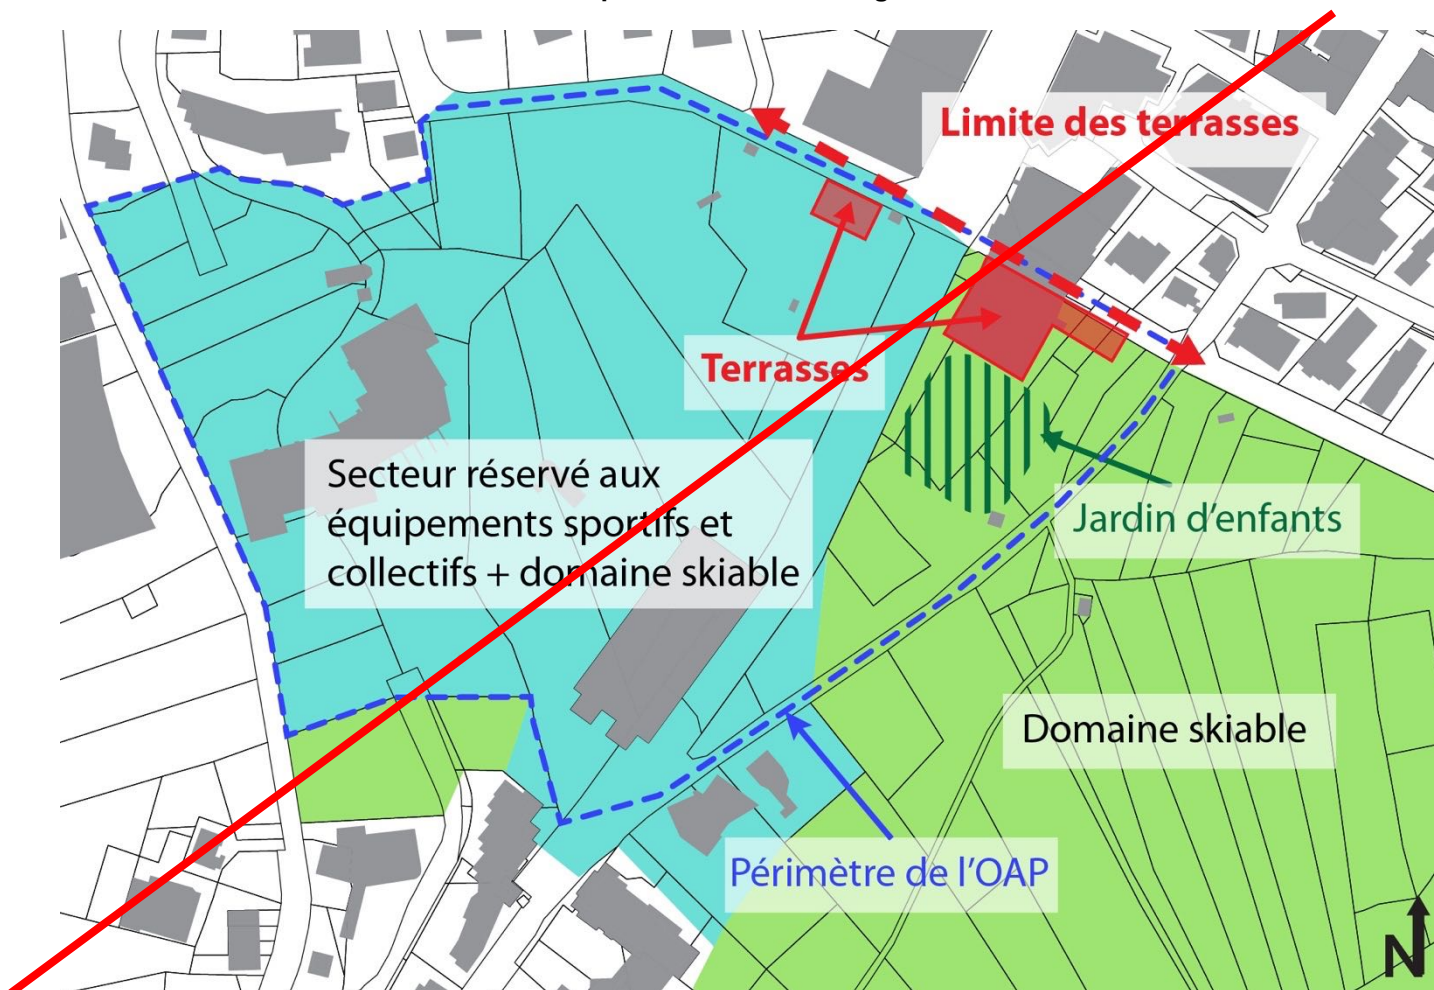 Limite des terrasses
Terrasses
Secteur réservé aux
équipements sportifs et
collectifs + domaine skiable
Jardin d’enfants
Domaine skiable
Périmètre de l’OAP
N